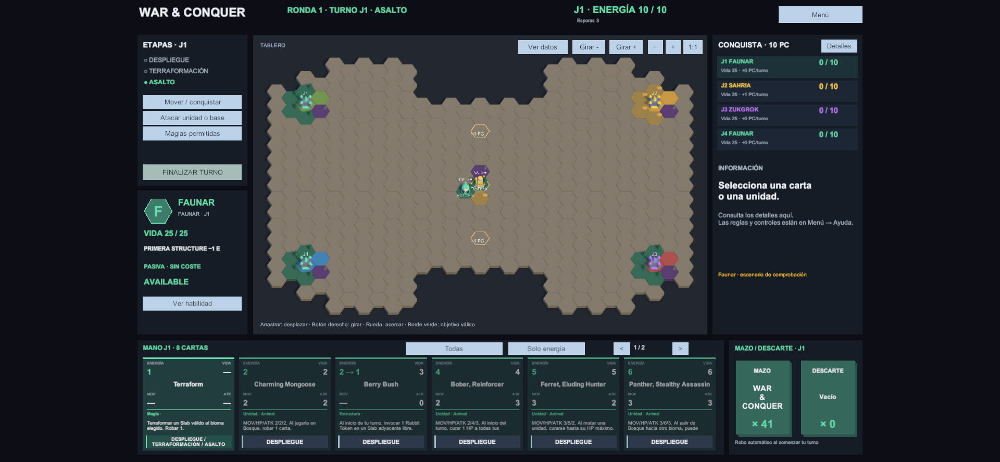 WAR & CONQUER
RONDA 1 · TURNO J1 · ASALTO
J1 · ENERGÍA 10 / 10
Esporas 3
Menú
ETAPAS · J1
○ DESPLIEGUE
○ TERRAFORMACIÓN
● ASALTO
Mover / conquistar
Atacar unidad o base
Magias permitidas
FINALIZAR TURNO
F
FAUNAR
FAUNAR · J1
VIDA 25 / 25
PRIMERA STRUCTURE −1 E
PASIVA · SIN COSTE
AVAILABLE
Ver habilidad
TABLERO
Ver datos
Girar -
Girar +
−
+
1:1
J1
J2
J4
J3
Arrastrar: desplazar · Botón derecho: girar · Rueda: acercar · Borde verde: objetivo válido
CONQUISTA · 10 PC
Detalles
J1 FAUNAR
0 / 10
Vida 25 · +0 PC/turno
J2 SAHRIA
0 / 10
Vida 25 · +1 PC/turno
J3 ZUKGROK
0 / 10
Vida 25 · +0 PC/turno
J4 FAUNAR
0 / 10
Vida 25 · +0 PC/turno
INFORMACIÓN
Selecciona una carta
o una unidad.
Consulta los detalles aquí.
Las reglas y controles están en Menú → Ayuda.
Faunar · escenario de comprobación
MANO J1 · 8 CARTAS
Todas
Solo energía
<
1 / 2
>
ENERGÍA VIDA
1 —
Terraform
MOV ATK
— —
Magia ·
Terraformar un Slab válido al bioma
elegido. Robar 1.
DESPLIEGUE /
TERRAFORMACIÓN / ASALTO
ENERGÍA VIDA
2 2
Charming Mongoose
MOV ATK
2 2
Unidad · Animal
MOV/HP/ATK 2/2/2. Al jugarla en
Bosque, robar 1 carta.
DESPLIEGUE
ENERGÍA VIDA
2 → 1 3
Berry Bush
MOV ATK
— 0
Estructura ·
Al inicio de tu turno, invocar 1 Rabbit
Token en un Slab adyacente libre.
DESPLIEGUE
ENERGÍA VIDA
4 4
Bober, Reinforcer
MOV ATK
2 3
Unidad · Animal
MOV/HP/ATK 2/4/3. Al inicio del
turno, curar 1 HP a todas tus
DESPLIEGUE
ENERGÍA VIDA
5 5
Ferret, Eluding Hunter
MOV ATK
3 2
Unidad · Animal
MOV/HP/ATK 3/5/2. Al matar una
unidad, curarse hasta su HP máximo.
DESPLIEGUE
ENERGÍA VIDA
6 6
Panther, Stealthy Assassin
MOV ATK
3 3
Unidad · Animal
MOV/HP/ATK 3/6/3. Al salir de
Bosque hacia otro bioma, puede
DESPLIEGUE
MAZO / DESCARTE · J1
MAZO
WAR
&
CONQUER
× 41
DESCARTE
Vacío
× 0
Robo automático al comenzar tu turno